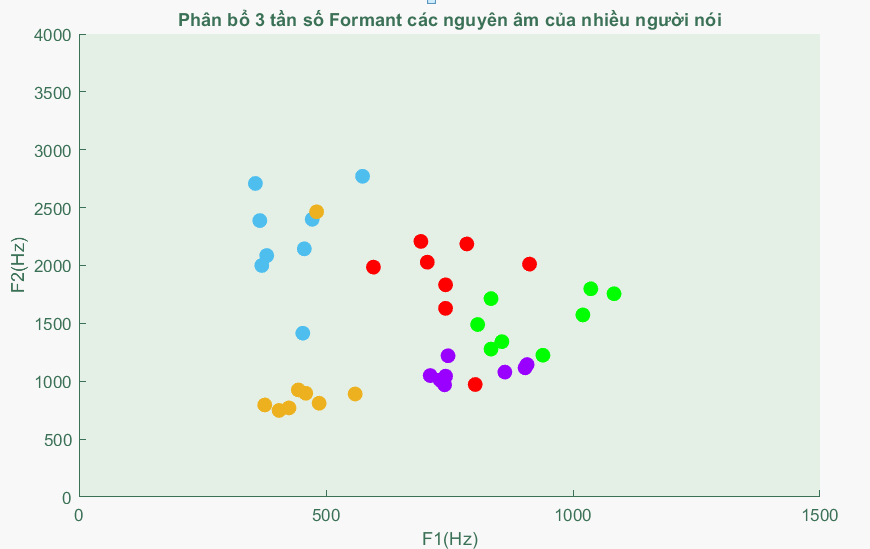 Phân bổ 3 tần số Formant các nguyên âm của nhiều người nói
4000
3500
3000
2500
2000
1500
1000
500
0
F2(Hz)
0 500 1000 1500
F1(Hz)